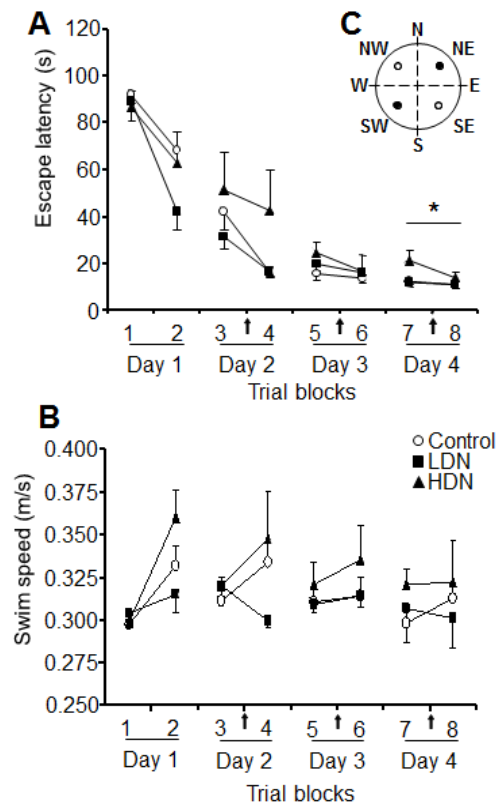 A
C
Escape latency (s)
120
100
80
60
40
20
0
N
NW NE
W E
SW SE
S
*
1 2 3 4 5 6 7 8
Day 1 Day 2 Day 3 Day 4
Trial blocks
B
Swim speed (m/s)
0.400
0.375
0.350
0.325
0.300
0.275
0.250
Control
LDN
HDN
1 2 3 4 5 6 7 8
Day 1 Day 2 Day 3 Day 4
Trial blocks